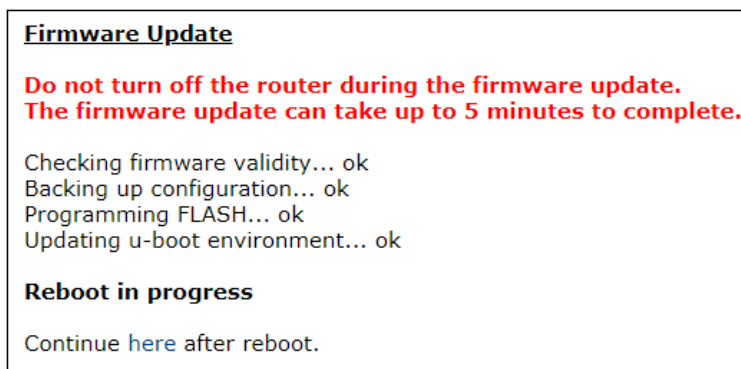 Firmware Update
Do not turn off the router during the firmware update.
The firmware update can take up to 5 minutes to complete.
Checking firmware validity... ok
Backing up configuration... ok
Programming FLASH... ok
Updating u-boot environment... ok
Reboot in progress
Continue here after reboot.